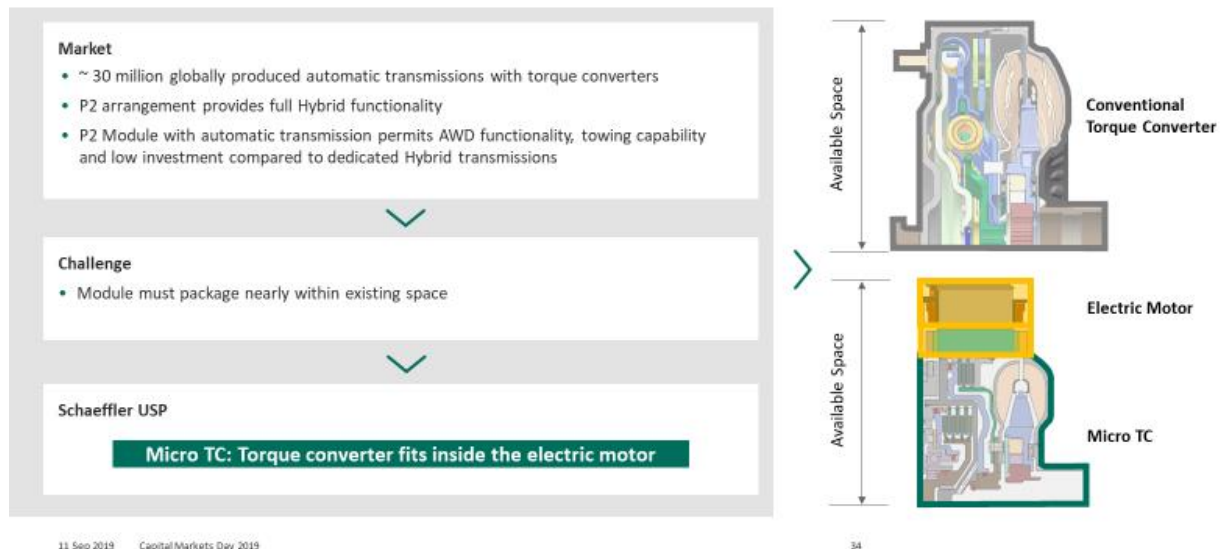 Market
• ~ 30 million globally produced automatic transmissions with torque converters
• P2 arrangement provides full Hybrid functionality
• P2 Module with automatic transmission permits AWD functionality, towing capability
and low investment compared to dedicated Hybrid transmissions
Challenge
• Module must package nearly within existing space
Schaeffler USP
Micro TC: Torque converter fits inside the electric motor
Available Space
Conventional
Torque Converter
Available Space
Electric Motor
Micro TC
11 Sep 2019 Capital Markets Day 2019
34